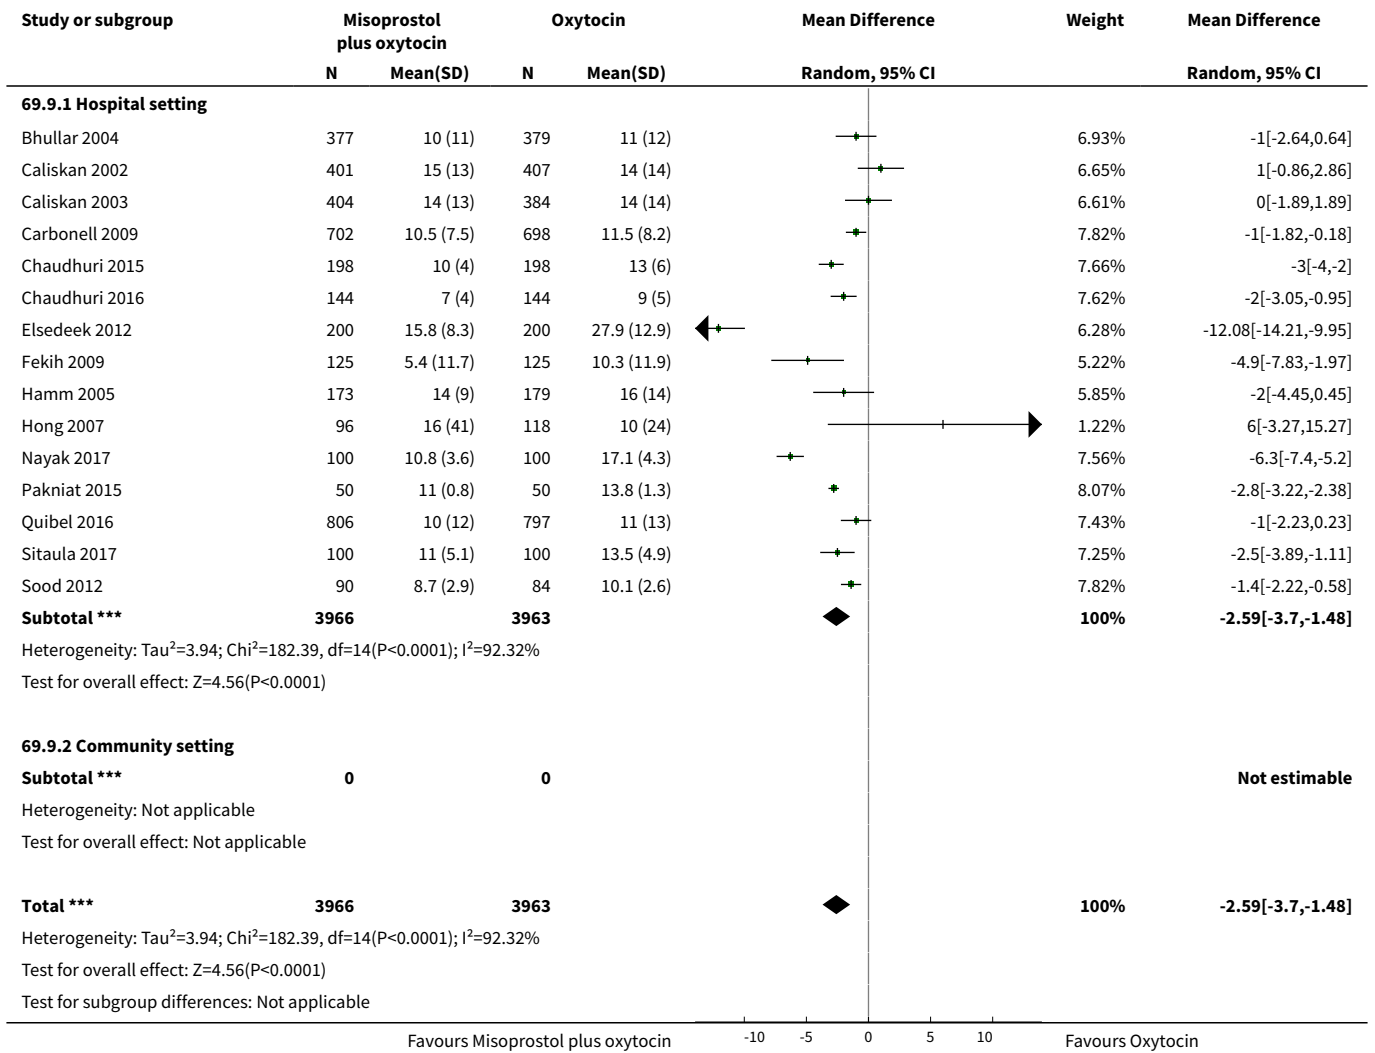 Study or subgroup Misoprostol plus oxytocin Oxytocin Mean Difference Weight Mean Difference
N Mean(SD) N Mean(SD) Random, 95% CI Random, 95% CI
69.9.1 Hospital setting
Bhullar 2004 377 10 (11) 379 11 (12) 6.93% -1[-2.64,0.64]
Caliskan 2002 401 15 (13) 407 14 (14) 6.65% 1[-0.86,2.86]
Caliskan 2003 404 14 (13) 384 14 (14) 6.61% 0[-1.89,1.89]
Carbonell 2009 702 10.5 (7.5) 698 11.5 (8.2) 7.82% -1[-1.82,-0.18]
Chaudhuri 2015 198 10 (4) 198 13 (6) 7.66% -3[-4,-2]
Chaudhuri 2016 144 7 (4) 144 9 (5) 7.62% -2[-3.05,-0.95]
Elsedeek 2012 200 15.8 (8.3) 200 27.9 (12.9) 6.28% -12.08[-14.21,-9.95]
Fekih 2009 125 5.4 (11.7) 125 10.3 (11.9) 5.22% -4.9[-7.83,-1.97]
Hamm 2005 173 14 (9) 179 16 (14) 5.85% -2[-4.45,0.45]
Hong 2007 96 16 (41) 118 10 (24) 1.22% 6[-3.27,15.27]
Nayak 2017 100 10.8 (3.6) 100 17.1 (4.3) 7.56% -6.3[-7.4,-5.2]
Pakniat 2015 50 11 (0.8) 50 13.8 (1.3) 8.07% -2.8[-3.22,-2.38]
Quibel 2016 806 10 (12) 797 11 (13) 7.43% -1[-2.23,0.23]
Sitaula 2017 100 11 (5.1) 100 13.5 (4.9) 7.25% -2.5[-3.89,-1.11]
Sood 2012 90 8.7 (2.9) 84 10.1 (2.6) 7.82% -1.4[-2.22,-0.58]
Subtotal *** 3966 3963 100% -2.59[-3.7,-1.48]
Heterogeneity: Tau²=3.94; Chi²=182.39, df=14(P<0.0001); I²=92.32%
Test for overall effect: Z=4.56(P<0.0001)
69.9.2 Community setting
Subtotal *** 0 0 Not estimable
Heterogeneity: Not applicable
Test for overall effect: Not applicable
Total *** 3966 3963 100% -2.59[-3.7,-1.48]
Heterogeneity: Tau²=3.94; Chi²=182.39, df=14(P<0.0001); I²=92.32%
Test for overall effect: Z=4.56(P<0.0001)
Test for subgroup differences: Not applicable
Favours Misoprostol plus oxytocin -10 -5 0 5 10 Favours Oxytocin